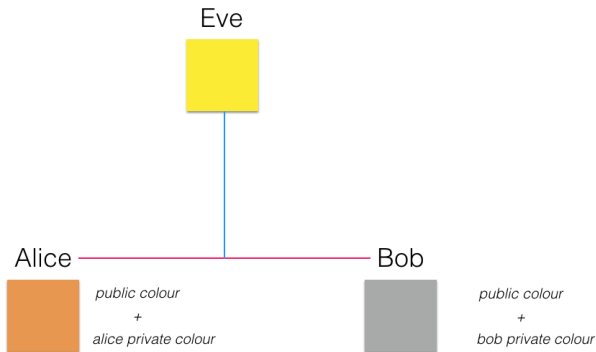 Eve
Alice
Bob
public colour
+
alice private colour
public colour
+
bob private colour